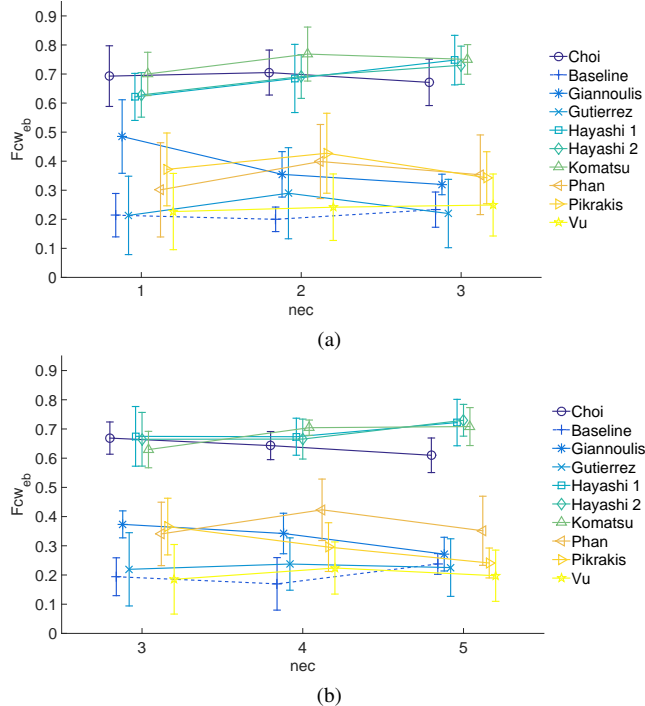 0.9
0.8
0.7
0.6
0.5
0.4
0.3
0.2
0.1
0
Fcw_eb
1 2 3
nec
Choi
Baseline
Giannoulis
Gutierrez
Hayashi 1
Hayashi 2
Komatsu
Phan
Pikrakis
Vu
(a)
0.9
0.8
0.7
0.6
0.5
0.4
0.3
0.2
0.1
0
Fcw_eb
3 4 5
nec
Choi
Baseline
Giannoulis
Gutierrez
Hayashi 1
Hayashi 2
Komatsu
Phan
Pikrakis
Vu
(b)